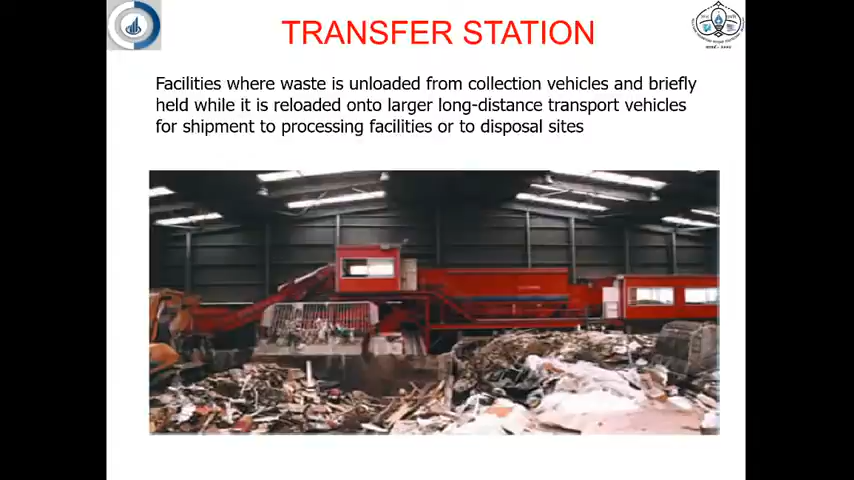 TRANSFER STATION
Facilities where waste is unloaded from collection vehicles and briefly
held while it is reloaded onto larger long-distance transport vehicles
for shipment to processing facilities or to disposal sites